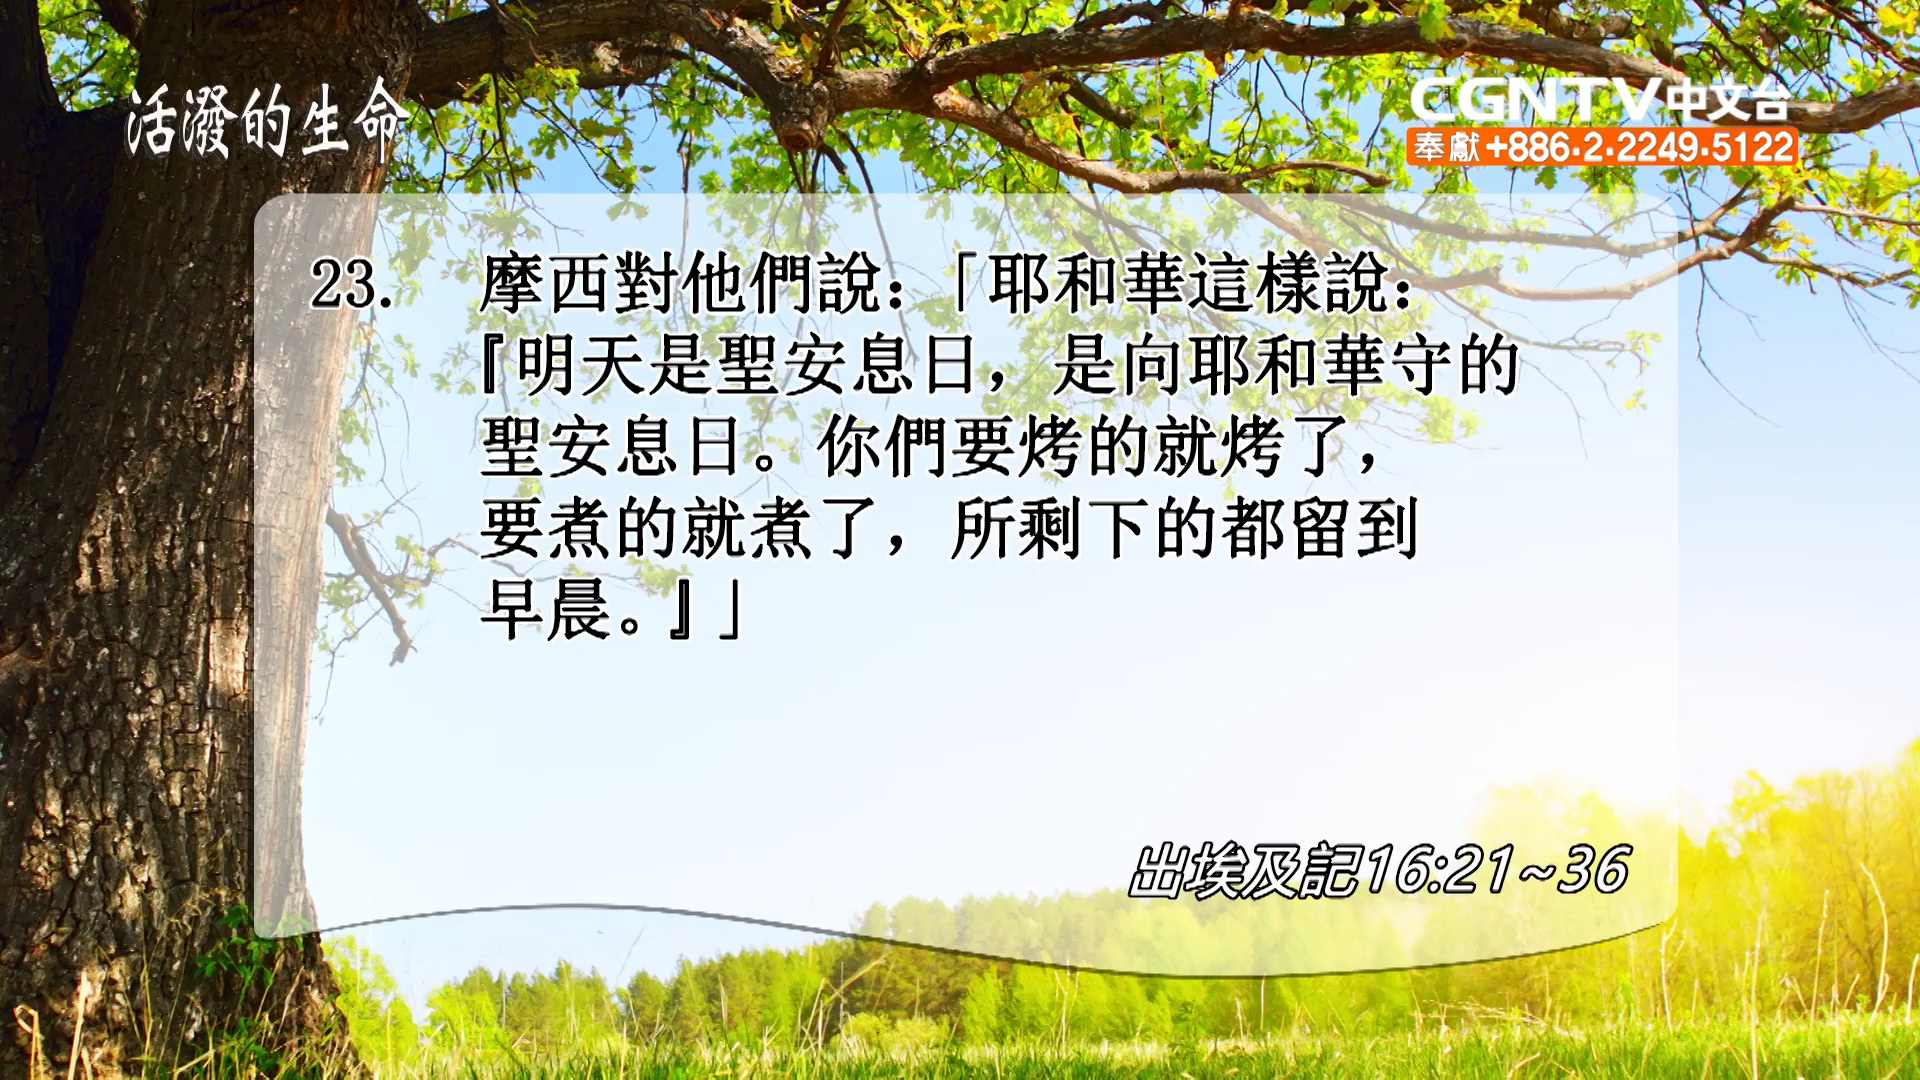 活潑的生命
CGNTV中文台
奉獻+886·2·2249·5122
23. 摩西對他們說:「耶和華這樣說:
『明天是聖安息日，是向耶和華守的
聖安息日。你們要烤的就烤了，
要煮的就煮了，所剩下的都留到
早晨。』」
出埃及記16:21~36